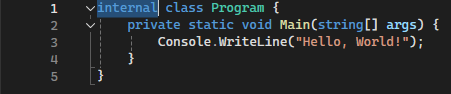 1 internal class Program {
2 private static void Main(string[] args) {
3 Console.WriteLine("Hello, World!");
4 }
5 }